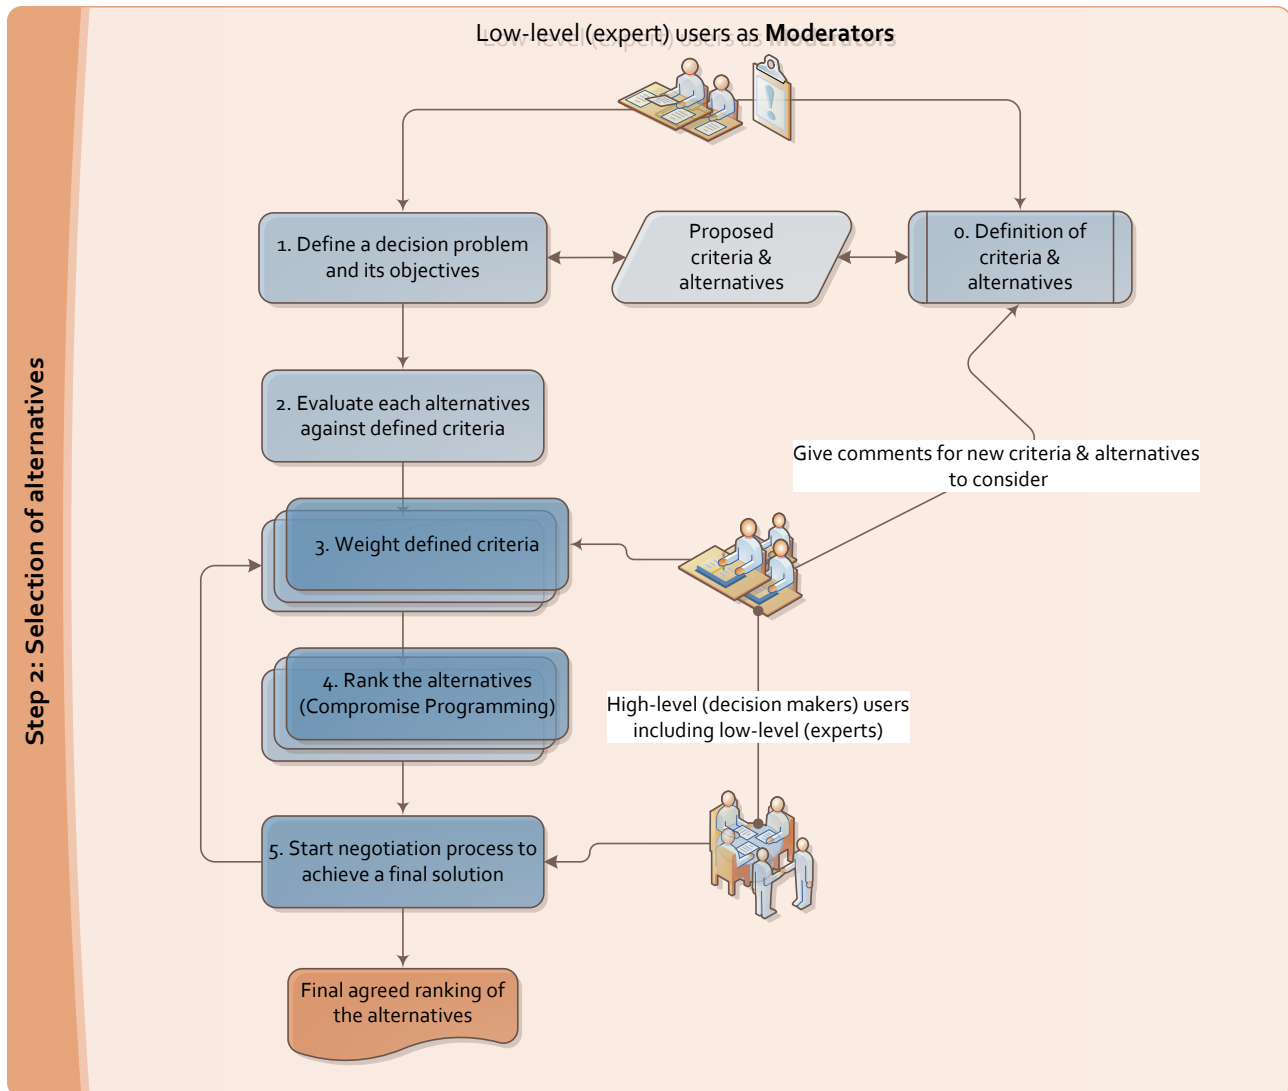 Low-level (expert) users as Moderators
1. Define a decision problem
and its objectives
Proposed
criteria &
alternatives
0. Definition of
criteria &
alternatives
Step 2: Selection of alternatives
2. Evaluate each alternatives
against defined criteria
Give comments for new criteria & alternatives
to consider
3. Weight defined criteria
4. Rank the alternatives
(Compromise Programming)
High-level (decision makers) users
including low-level (experts)
5. Start negotiation process to
achieve a final solution
Final agreed ranking of
the alternatives